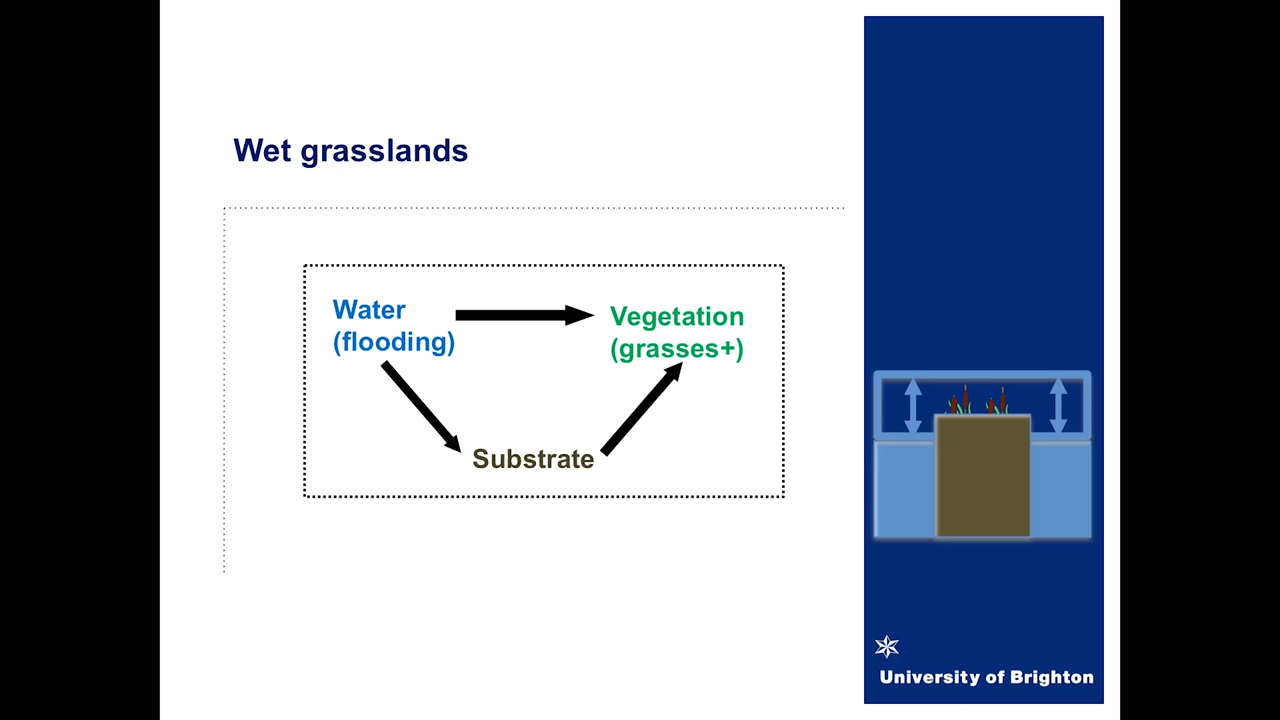 Wet grasslands
Water
(flooding)
Vegetation
(grasses+)
Substrate
University of Brighton